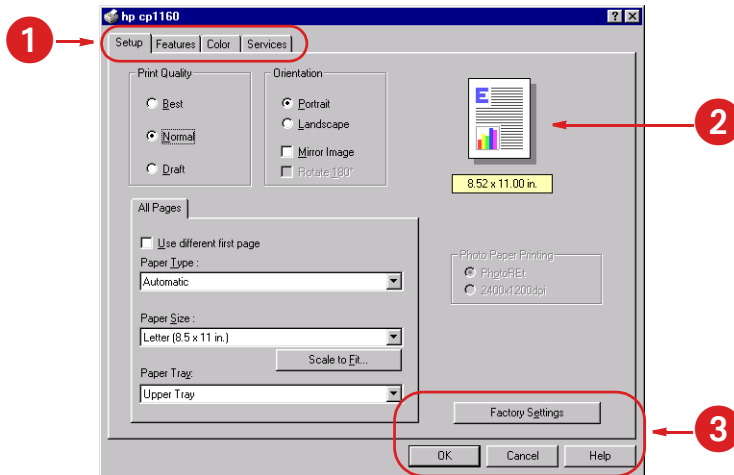 hp cp1160
1
Setup Features Color Services
Print Quality
Best
Normal
Draft
Orientation
Portrait
Landscape
Mirror Image
Rotate 180°
E
2
8.52 x 11.00 in.
All Pages
Use different first page
Paper Type :
Automatic
Paper Size :
Letter (8.5 x 11 in.)
Scale to Fit...
Paper Tray:
Upper Tray
Photo Paper Printing
PhotoREt
2400x1200dpi
Factory Settings
3
OK Cancel Help